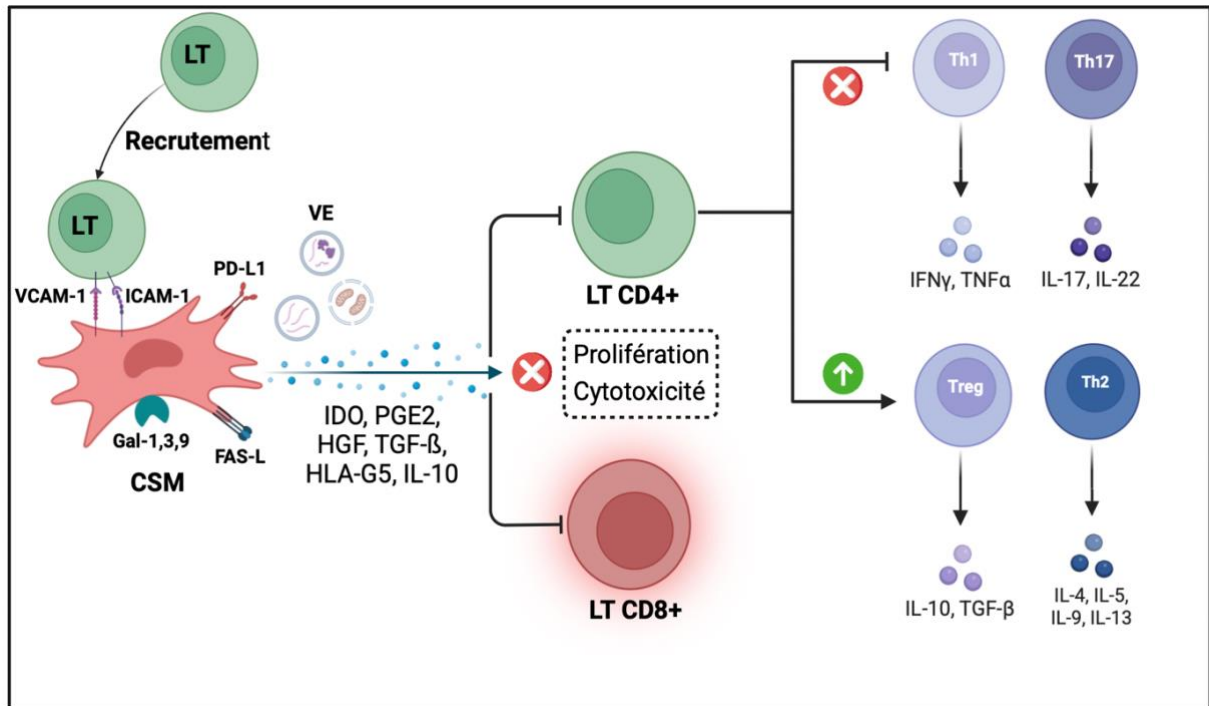 LT
Recrutement
LT
VCAM-1
ICAM-1
PD-L1
VE
Gal-1,3,9
FAS-L
CSM
IDO, PGE2,
HGF, TGF-ß,
HLA-G5, IL-10
LT CD4+
Prolifération
Cytotoxicité
LT CD8+
Th1
Th17
IFNγ, TNFα
IL-17, IL-22
Treg
Th2
IL-10, TGF-β
IL-4, IL-5,
IL-9, IL-13